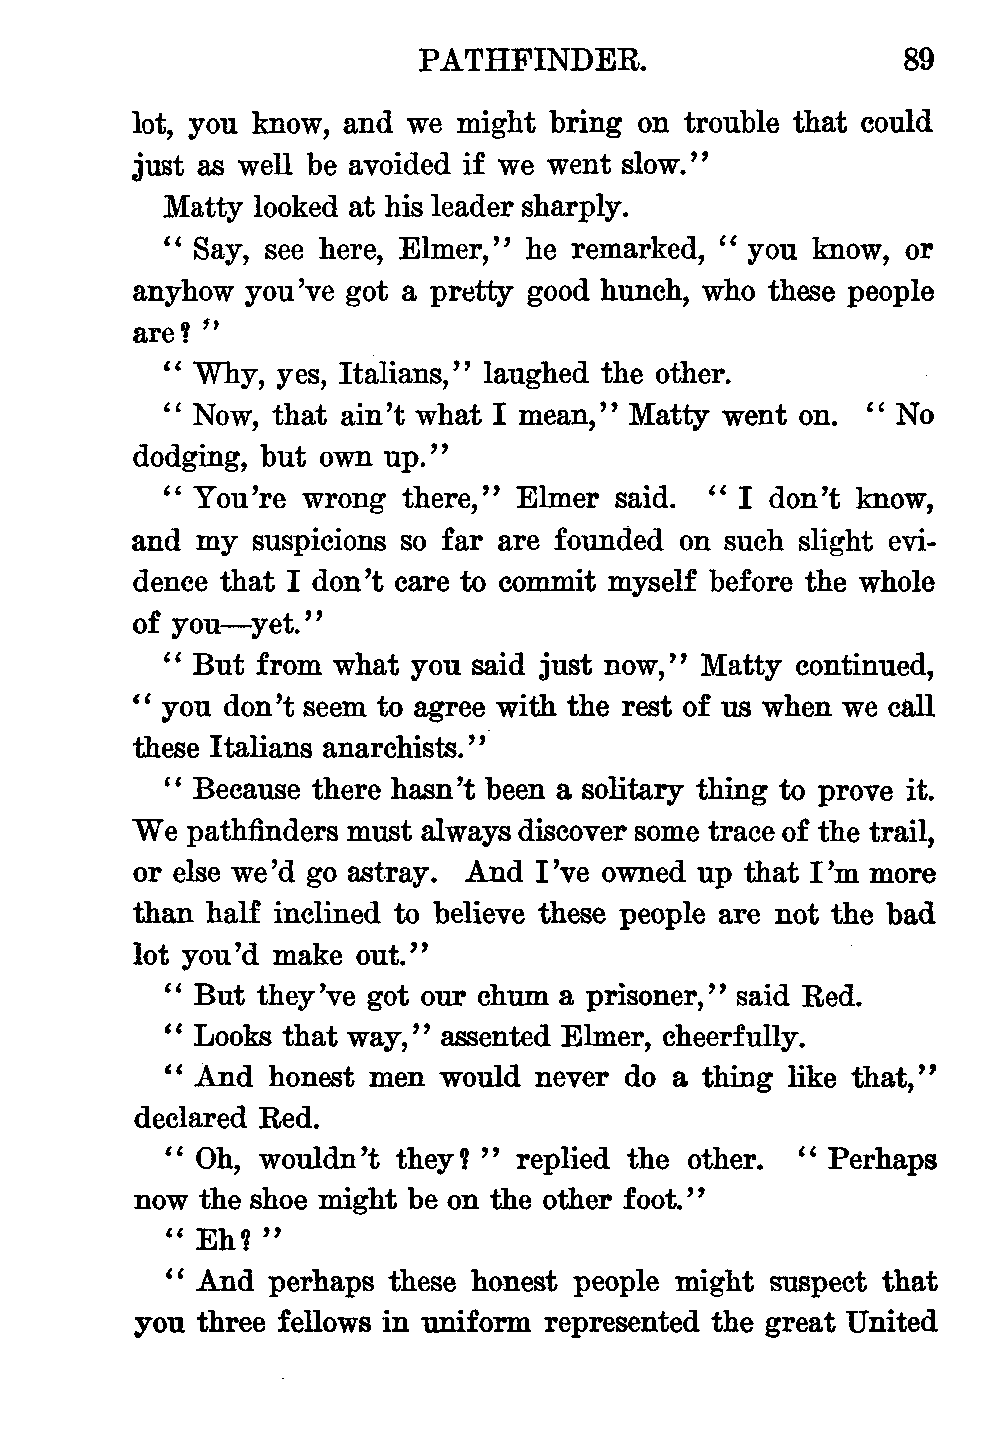 PATHFINDER. 89
lot, you know, and we might bring on trouble that could
just as well be avoided if we went slow."
Matty looked at his leader sharply.
" Say, see here, Elmer," he remarked, " you know, or
anyhow you've got a pretty good hunch, who these people
are? "
" Why, yes, Italians," laughed the other.
" Now, that ain't what I mean," Matty went on. " No
dodging, but own up."
" You're wrong there," Elmer said. " I don't know,
and my suspicions so far are founded on such slight evi-
dence that I don't care to commit myself before the whole
of you—yet."
" But from what you said just now," Matty continued,
" you don't seem to agree with the rest of us when we call
these Italians anarchists."
" Because there hasn't been a solitary thing to prove it.
We pathfinders must always discover some trace of the trail,
or else we'd go astray. And I've owned up that I'm more
than half inclined to believe these people are not the bad
lot you'd make out."
" But they've got our chum a prisoner," said Red.
" Looks that way," assented Elmer, cheerfully.
" And honest men would never do a thing like that,"
declared Red.
" Oh, wouldn't they? " replied the other. " Perhaps
now the shoe might be on the other foot."
" Eh? "
" And perhaps these honest people might suspect that
you three fellows in uniform represented the great United